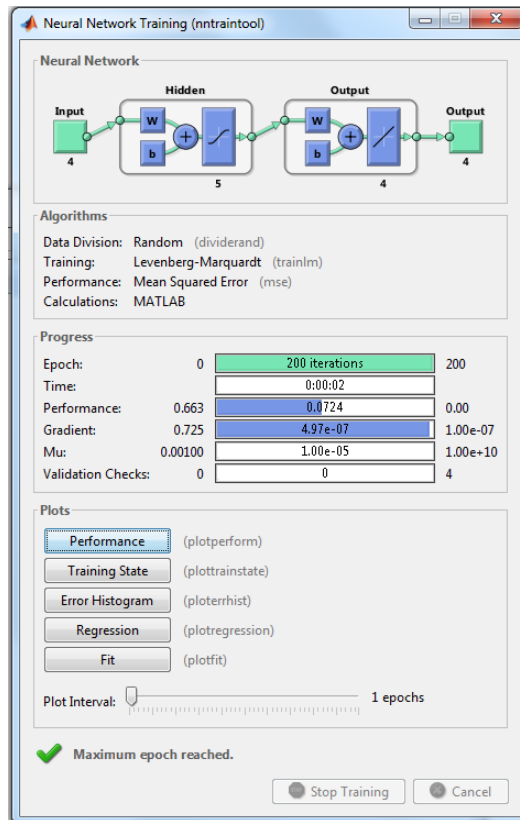 Neural Network Training (nntraintool)
Neural Network
Hidden Output
Input Output
W W
+ +
b b
4 5 4 4
Algorithms
Data Division: Random (dividerand)
Training: Levenberg-Marquardt (trainlm)
Performance: Mean Squared Error (mse)
Calculations: MATLAB
Progress
Epoch: 0 200 iterations 200
Time: 0:00:02
Performance: 0.663 0.0724 0.00
Gradient: 0.725 4.97e-07 1.00e-07
Mu: 0.00100 1.00e-05 1.00e+10
Validation Checks: 0 0 4
Plots
Performance (plotperform)
Training State (plottrainstate)
Error Histogram (ploterrhist)
Regression (plotregression)
Fit (plotfit)
Plot Interval: 1 epochs
Maximum epoch reached.
Stop Training Cancel